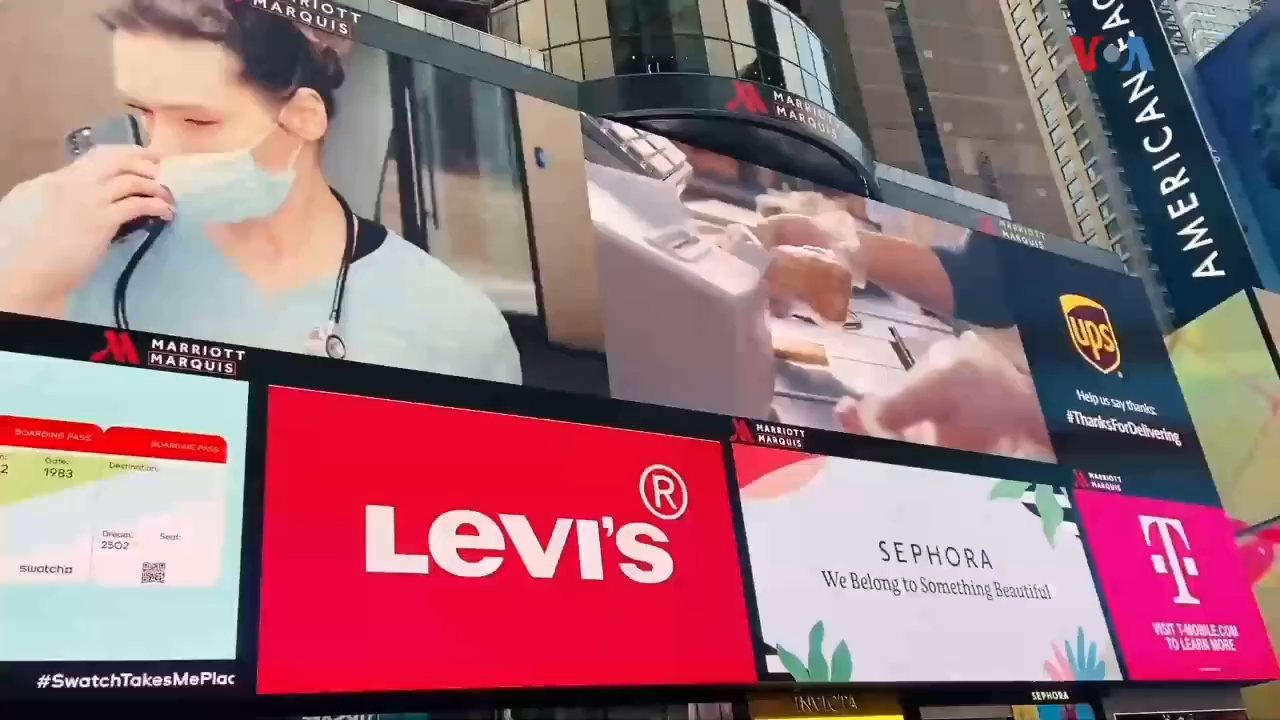 MARRIOTT
MARQUIS
VOA
AMERICAN EAG
MARRIOTT
MARQUIS
MARRIOTT
MARQUIS
ups
Help us say thanks:
#ThanksForDelivering
MARRIOTT
MARQUIS
MARRIOTT
MARQUIS
MARRIOTT
MARQUIS
BOARDING PASS
BOARDING PASS
Gate:
1983
Destination:
Dream:
2502
Seat:
swatch
#SwatchTakesMePlac
LEVI'S®
SEPHORA
We Belong to Something Beautiful
T
VISIT T-MOBILE.COM
TO LEARN MORE
INVICTA
SEPHORA